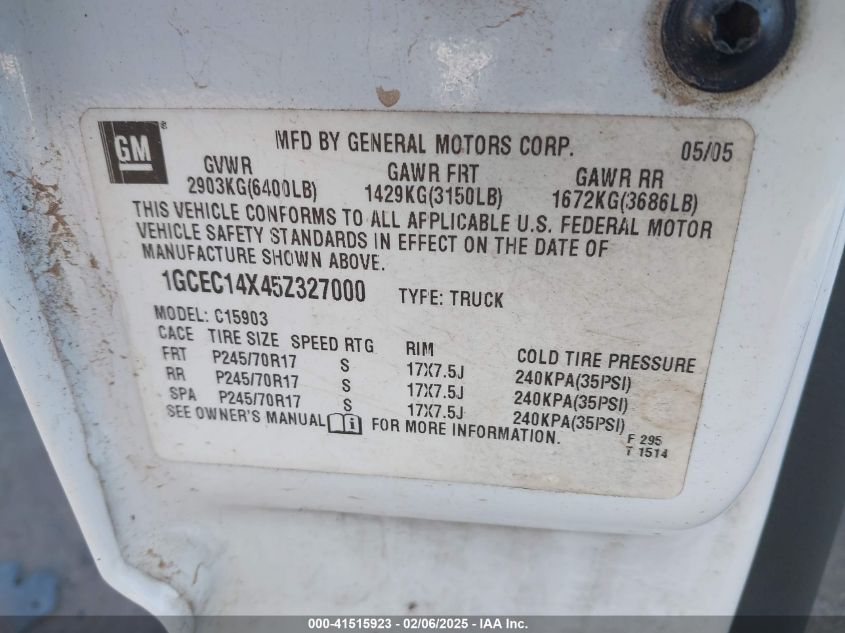 GM
MFD BY GENERAL MOTORS CORP. 05/05
GVWR GAWR FRT GAWR RR
2903KG(6400LB) 1429KG(3150LB) 1672KG(3686LB)
THIS VEHICLE CONFORMS TO ALL APPLICABLE U.S. FEDERAL MOTOR
VEHICLE SAFETY STANDARDS IN EFFECT ON THE DATE OF
MANUFACTURE SHOWN ABOVE.
1GCEC14X45Z327000 TYPE: TRUCK
MODEL: C15903
CACE TIRE SIZE SPEED RTG RIM COLD TIRE PRESSURE
FRT P245/70R17 S 17X7.5J 240KPA(35PSI)
RR P245/70R17 S 17X7.5J 240KPA(35PSI)
SPA P245/70R17 S 17X7.5J 240KPA(35PSI)
SEE OWNER'S MANUAL FOR MORE INFORMATION.
F 295
T 1514
000-41515923 - 02/06/2025 - IAA Inc.